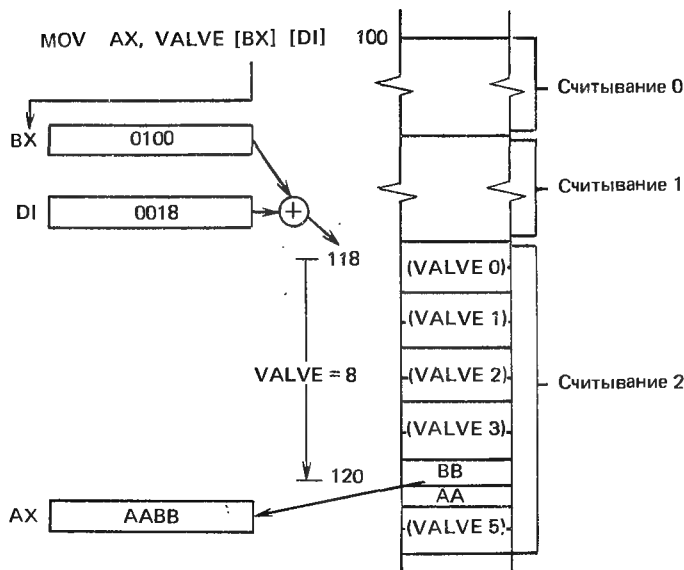 MOV AX, VALVE [BX] [DI] 100
Считывание 0
BX 0100
Считывание 1
DI 0018
+
118
(VALVE 0)
(VALVE 1)
VALVE = 8
(VALVE 2)
Считывание 2
(VALVE 3)
120
BB
AA
AX AABB
(VALVE 5)